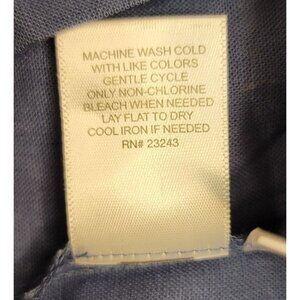 MACHINE WASH COLD
WITH LIKE COLORS
GENTLE CYCLE
ONLY NON-CHLORINE
BLEACH WHEN NEEDED
LAY FLAT TO DRY
COOL IRON IF NEEDED
RN# 23243